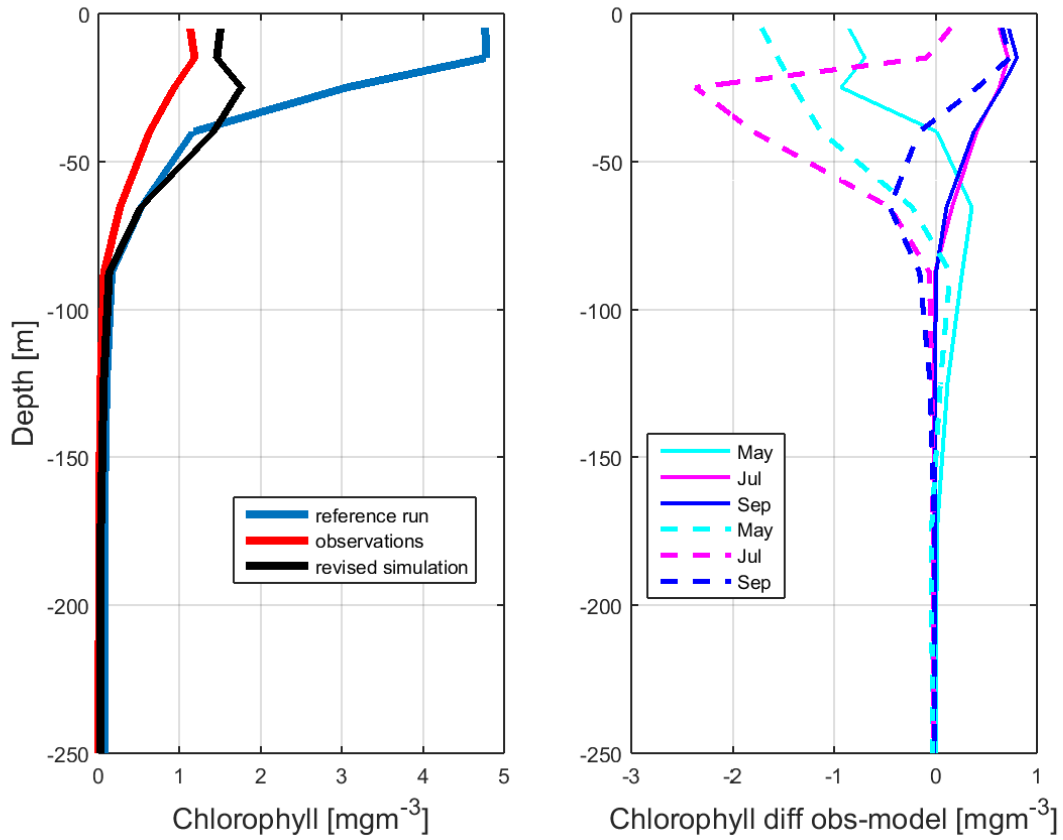 0
-50
-100
-150
-200
-250
0 1 2 3 4 5
Depth [m]
Chlorophyll [mgm-3]
reference run
observations
revised simulation
0
-50
-100
-150
-200
-250
-3 -2 -1 0 1
Chlorophyll diff obs-model [mgm-3]
May
Jul
Sep
May
Jul
Sep